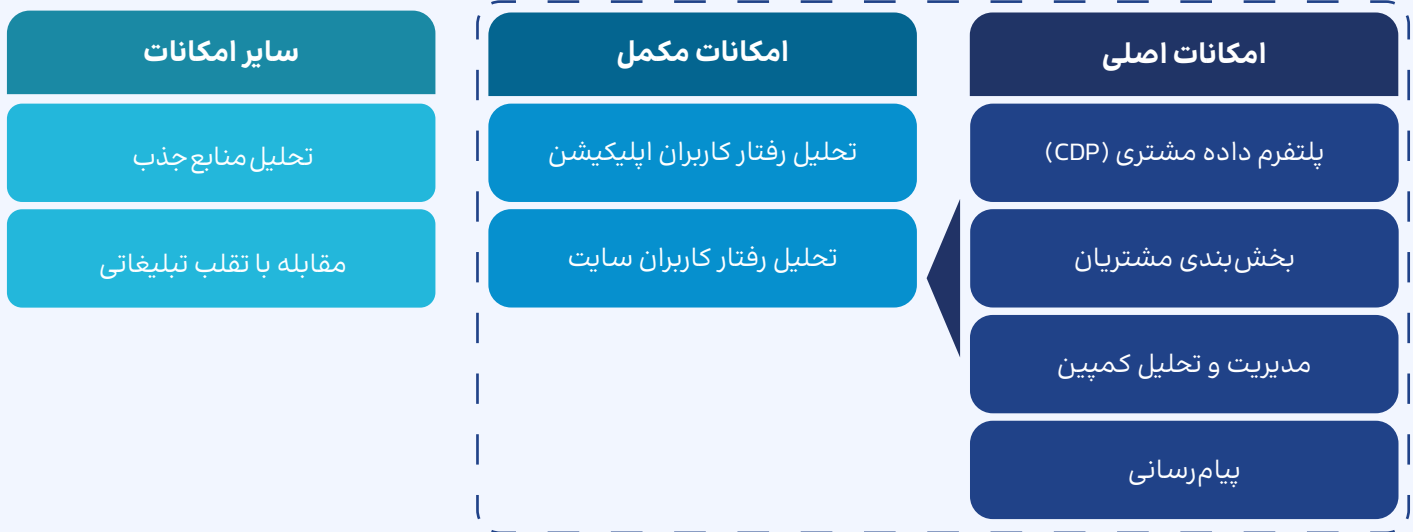 امکانات اصلی
پلتفرم داده مشتری (CDP)
بخش‌بندی مشتریان
مدیریت و تحلیل کمپین
پیام‌رسانی
امکانات مکمل
تحلیل رفتار کاربران اپلیکیشن
تحلیل رفتار کاربران سایت
سایر امکانات
تحلیل منابع جذب
مقابله با تقلب تبلیغاتی